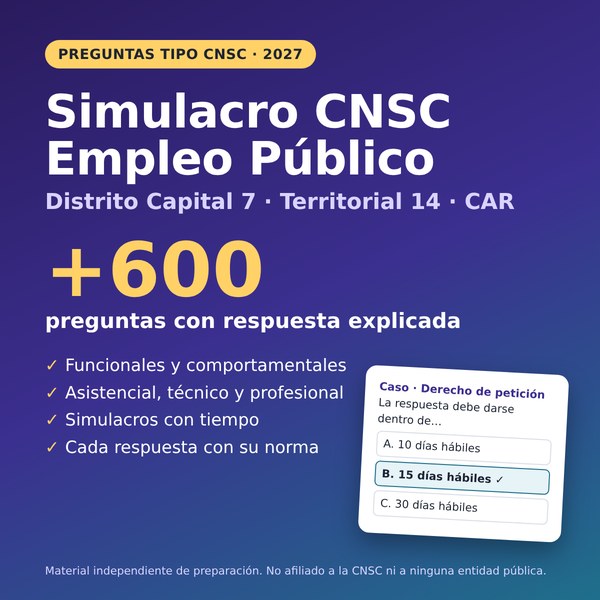 PREGUNTAS TIPO CNSC · 2027
Simulacro CNSC
Empleo Público
Distrito Capital 7 · Territorial 14 · CAR
+600
preguntas con respuesta explicada
✓ Funcionales y comportamentales
✓ Asistencial, técnico y profesional
✓ Simulacros con tiempo
✓ Cada respuesta con su norma
Caso · Derecho de petición
La respuesta debe darse
dentro de...
A. 10 días hábiles
B. 15 días hábiles ✓
C. 30 días hábiles
Material independiente de preparación. No afiliado a la CNSC ni a ninguna entidad pública.